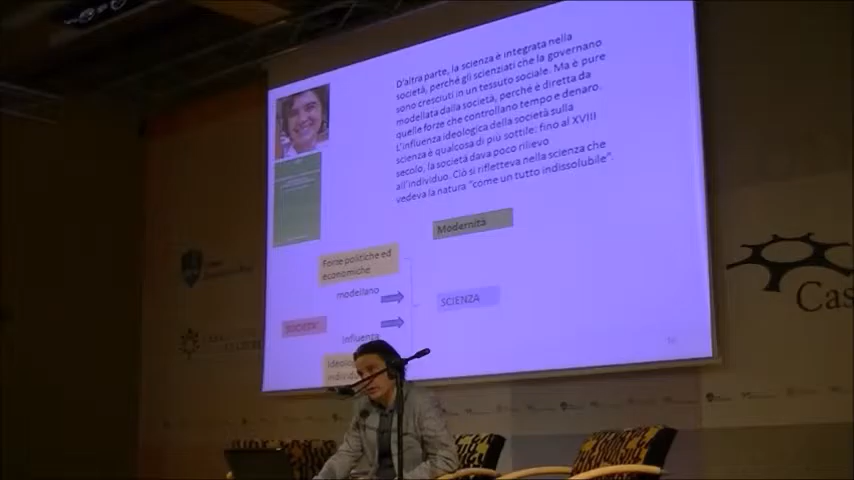 D'altra parte, la scienza è integrata nella
società, perché gli scienziati che la governano
sono cresciuti in un tessuto sociale. Ma è pure
modellata dalla società, perché è diretta da
quelle forze che controllano tempo e denaro.
L'influenza ideologica della società sulla
scienza è qualcosa di più sottile: fino al XVIII
secolo, la società dava poco rilievo
all'individuo. Ciò si rifletteva nella scienza che
vedeva la natura "come un tutto indissolubile".
Modernità
Forze politiche ed
economiche
modellano
SCIENZA
SOCIETA'
Influenza
Ideolo
individ
Cas